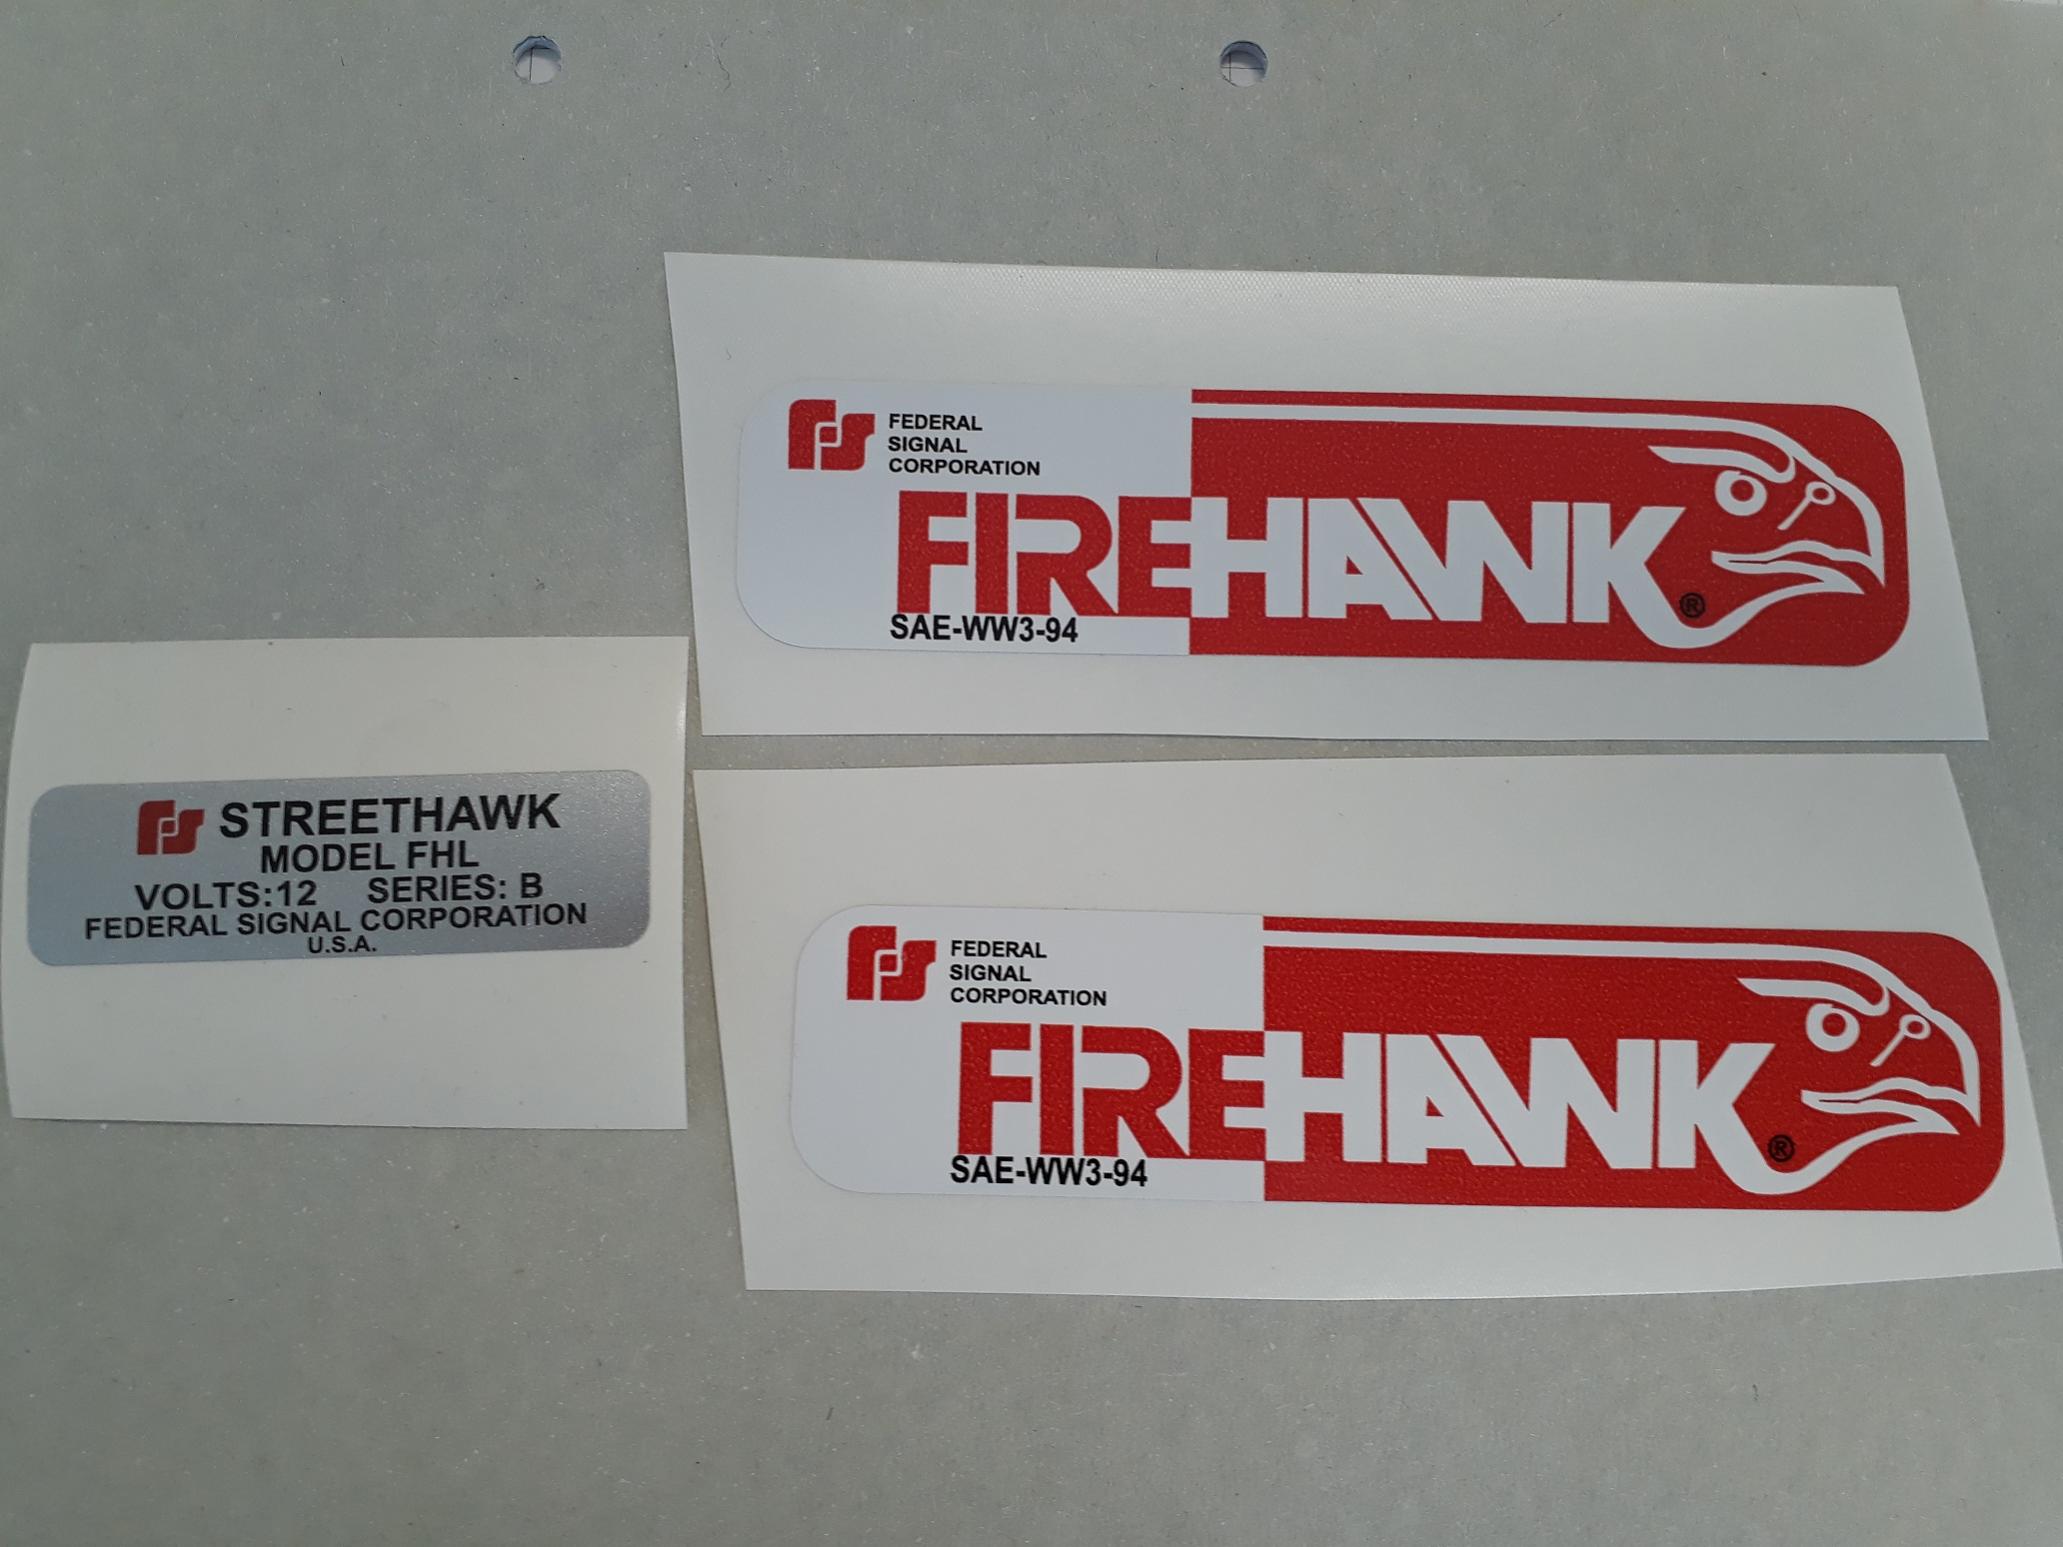 FEDERAL
SIGNAL
CORPORATION
FIREHAWK®
SAE-WW3-94
STREETHAWK
MODEL FHL
VOLTS:12 SERIES: B
FEDERAL SIGNAL CORPORATION
U.S.A.
FEDERAL
SIGNAL
CORPORATION
FIREHAWK®
SAE-WW3-94